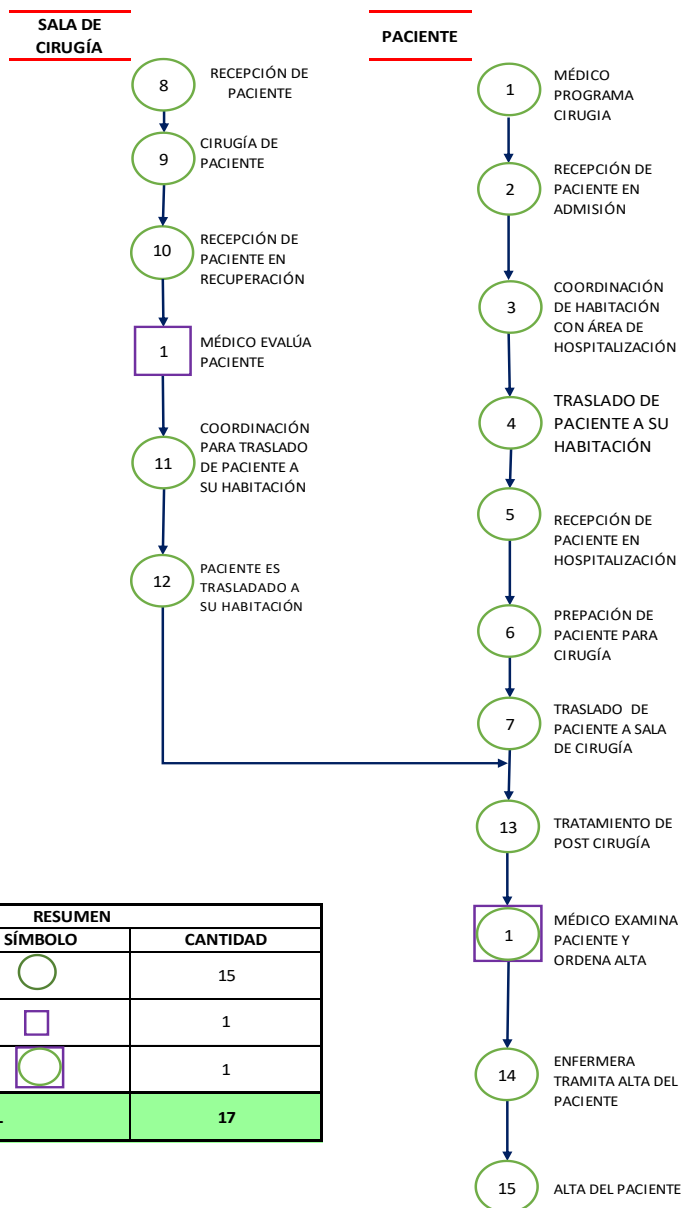 SALA DE
CIRUGÍA
8
RECEPCIÓN DE
PACIENTE
9
CIRUGÍA DE
PACIENTE
10
RECEPCIÓN DE
PACIENTE EN
RECUPERACIÓN
1
MÉDICO EVALÚA
PACIENTE
11
COORDINACIÓN
PARA TRASLADO
DE PACIENTE A
SU HABITACIÓN
12
PACIENTE ES
TRASLADADO A
SU HABITACIÓN
PACIENTE
1
MÉDICO
PROGRAMA
CIRUGIA
2
RECEPCIÓN DE
PACIENTE EN
ADMISIÓN
3
COORDINACIÓN
DE HABITACIÓN
CON ÁREA DE
HOSPITALIZACIÓN
4
TRASLADO DE
PACIENTE A SU
HABITACIÓN
5
RECEPCIÓN DE
PACIENTE EN
HOSPITALIZACIÓN
6
PREPACIÓN DE
PACIENTE PARA
CIRUGÍA
7
TRASLADO DE
PACIENTE A SALA
DE CIRUGÍA
13
TRATAMIENTO DE
POST CIRUGÍA
1
MÉDICO EXAMINA
PACIENTE Y
ORDENA ALTA
14
ENFERMERA
TRAMITA ALTA DEL
PACIENTE
15
ALTA DEL PACIENTE
RESUMEN
SÍMBOLO CANTIDAD
15
1
1
17